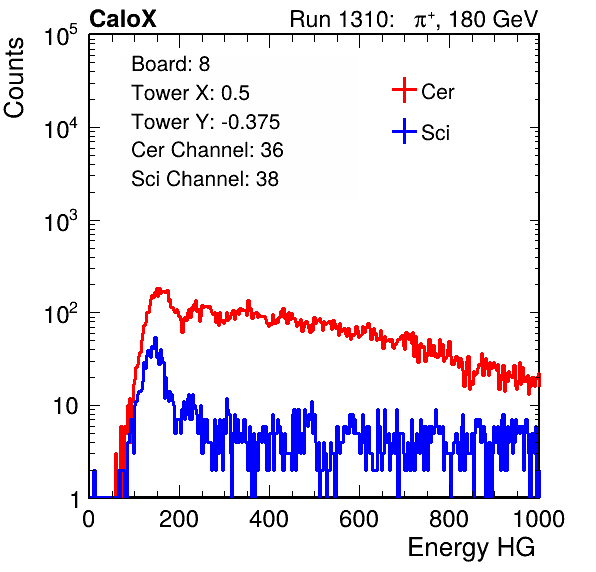 CaloX Run 1310: π⁺, 180 GeV
Board: 8
Tower X: 0.5
Tower Y: -0.375
Cer Channel: 36
Sci Channel: 38
Cer
Sci
Counts
10⁵
10⁴
10³
10²
10
1
0 200 400 600 800 1000
Energy HG